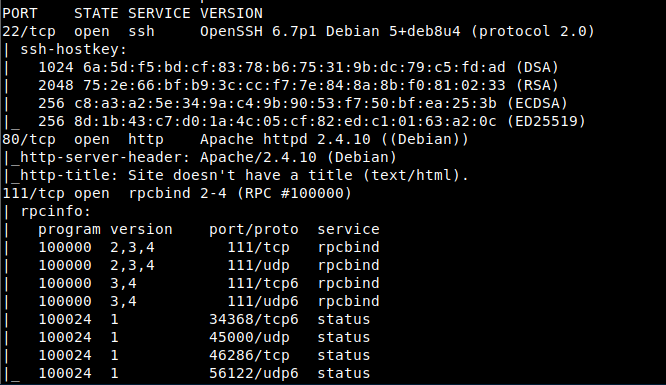 PORT    STATE SERVICE VERSION
22/tcp  open  ssh     OpenSSH 6.7p1 Debian 5+deb8u4 (protocol 2.0)
| ssh-hostkey:
|   1024 6a:5d:f5:bd:cf:83:78:b6:75:31:9b:dc:79:c5:fd:ad (DSA)
|   2048 75:2e:66:bf:b9:3c:cc:f7:7e:84:8a:8b:f0:81:02:33 (RSA)
|   256 c8:a3:a2:5e:34:9a:c4:9b:90:53:f7:50:bf:ea:25:3b (ECDSA)
|_  256 8d:1b:43:c7:d0:1a:4c:05:cf:82:ed:c1:01:63:a2:0c (ED25519)
80/tcp  open  http    Apache httpd 2.4.10 ((Debian))
|_http-server-header: Apache/2.4.10 (Debian)
|_http-title: Site doesn't have a title (text/html).
111/tcp open  rpcbind 2-4 (RPC #100000)
| rpcinfo:
|   program version    port/proto  service
|   100000  2,3,4        111/tcp   rpcbind
|   100000  2,3,4        111/udp   rpcbind
|   100000  3,4          111/tcp6  rpcbind
|   100000  3,4          111/udp6  rpcbind
|   100024  1          34368/tcp6  status
|   100024  1          45000/udp   status
|   100024  1          46286/tcp   status
|_  100024  1          56122/udp6  status